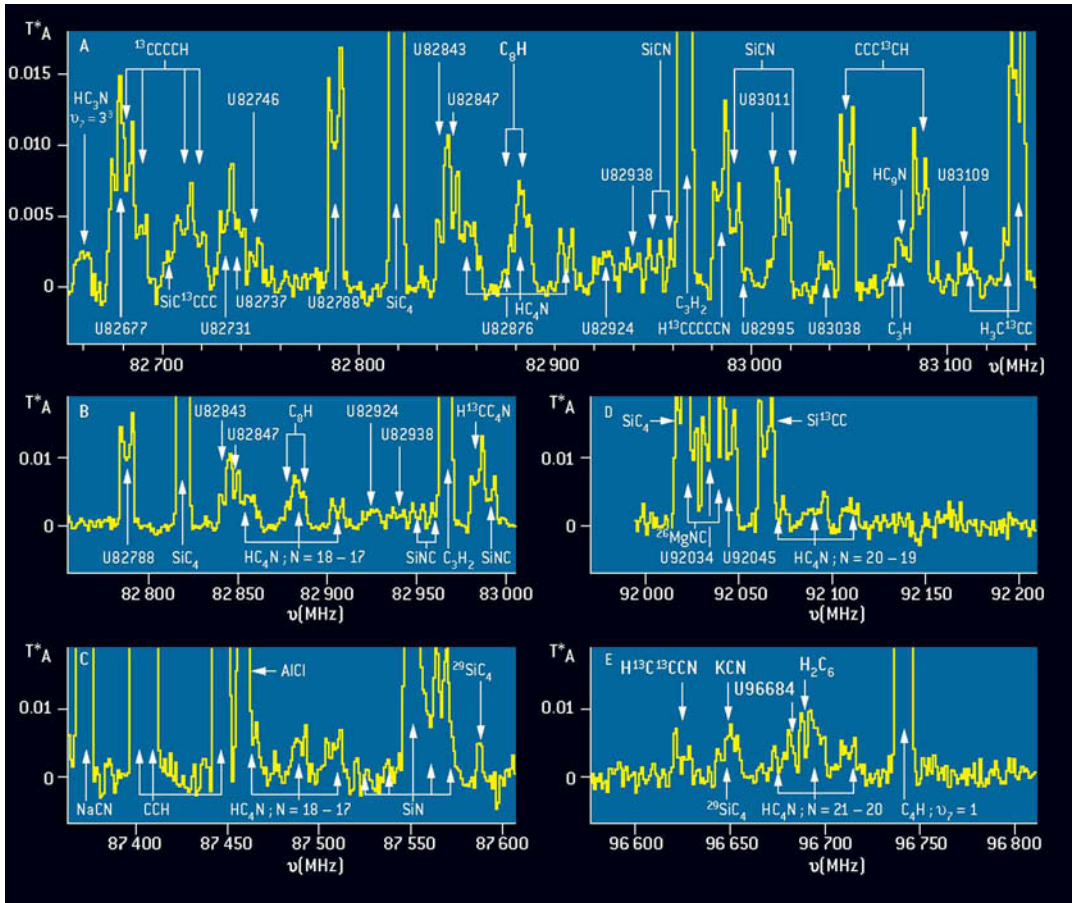 T*A
A
¹³CCCCH
U82843
C₈H
SiCN
SiCN
CCC¹³CH
0.015
HC₃N
υ₇ = 3³
U82746
U82847
U83011
0.010
U82938
HC₉N
U83109
0.005
0
SiC¹³CCC
U82737
U82788
SiC₄
HC₄N
C₃H₂
U82995
U83038
C₃H
H₃C¹³CC
U82677
U82731
U82876
U82924
H¹³CCCCCN
82 700
82 800
82 900
83 000
83 100
υ(MHz)
T*A
B
U82843
U82847
C₈H
U82924
U82938
H¹³CC₄N
0.01
0
U82788
SiC₄
HC₄N ; N = 18 – 17
SiNC
C₃H₂
SiNC
82 800
82 850
82 900
82 950
83 000
υ(MHz)
T*A
D
SiC₄
Si¹³CC
0.01
0
²⁶MgNC
U92034
U92045
HC₄N ; N = 20 – 19
92 000
92 050
92 100
92 150
92 200
υ(MHz)
T*A
C
AlCl
²⁹SiC₄
0.01
0
NaCN
CCH
HC₄N ; N = 18 – 17
SiN
87 400
87 450
87 500
87 550
87 600
υ(MHz)
T*A
E
H¹³C¹³CCN
KCN
U96684
H₂C₆
0.01
0
²⁹SiC₄
HC₄N ; N = 21 – 20
C₄H ; υ₇ = 1
96 600
96 650
96 700
96 750
96 800
υ(MHz)